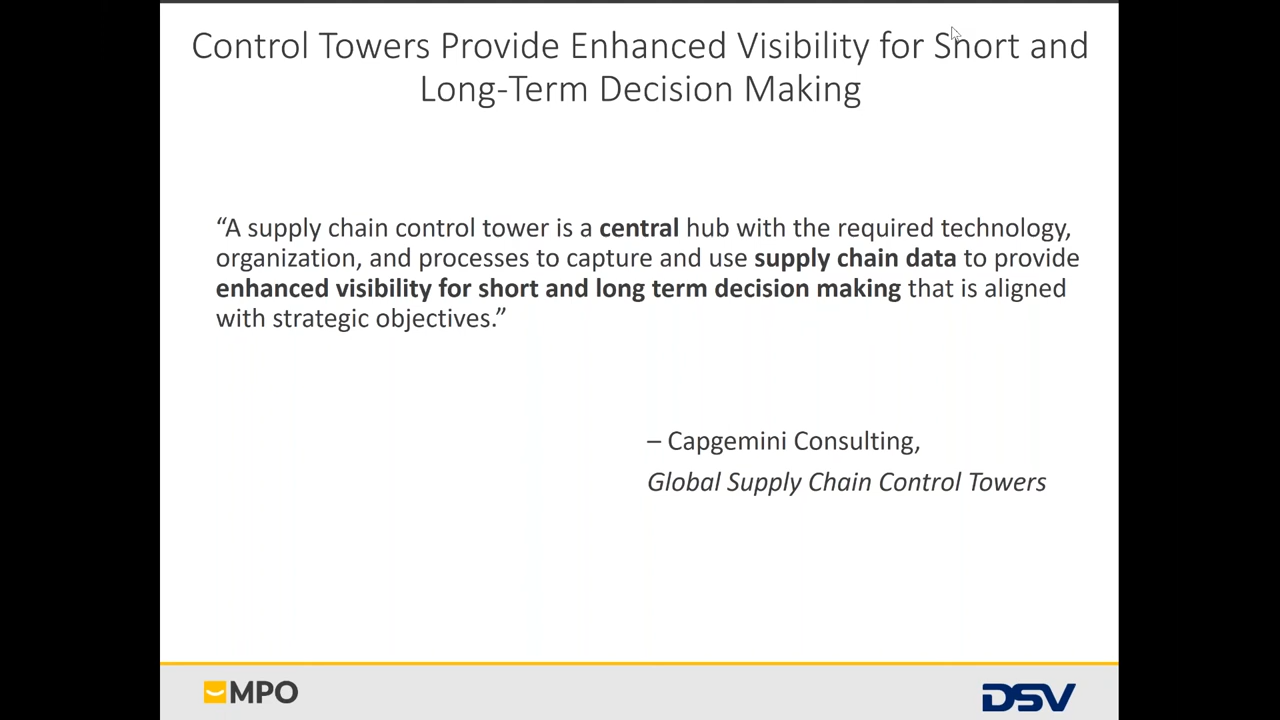 Control Towers Provide Enhanced Visibility for Short and
Long-Term Decision Making
“A supply chain control tower is a central hub with the required technology,
organization, and processes to capture and use supply chain data to provide
enhanced visibility for short and long term decision making that is aligned
with strategic objectives.”
– Capgemini Consulting,
Global Supply Chain Control Towers
MPO
DSV